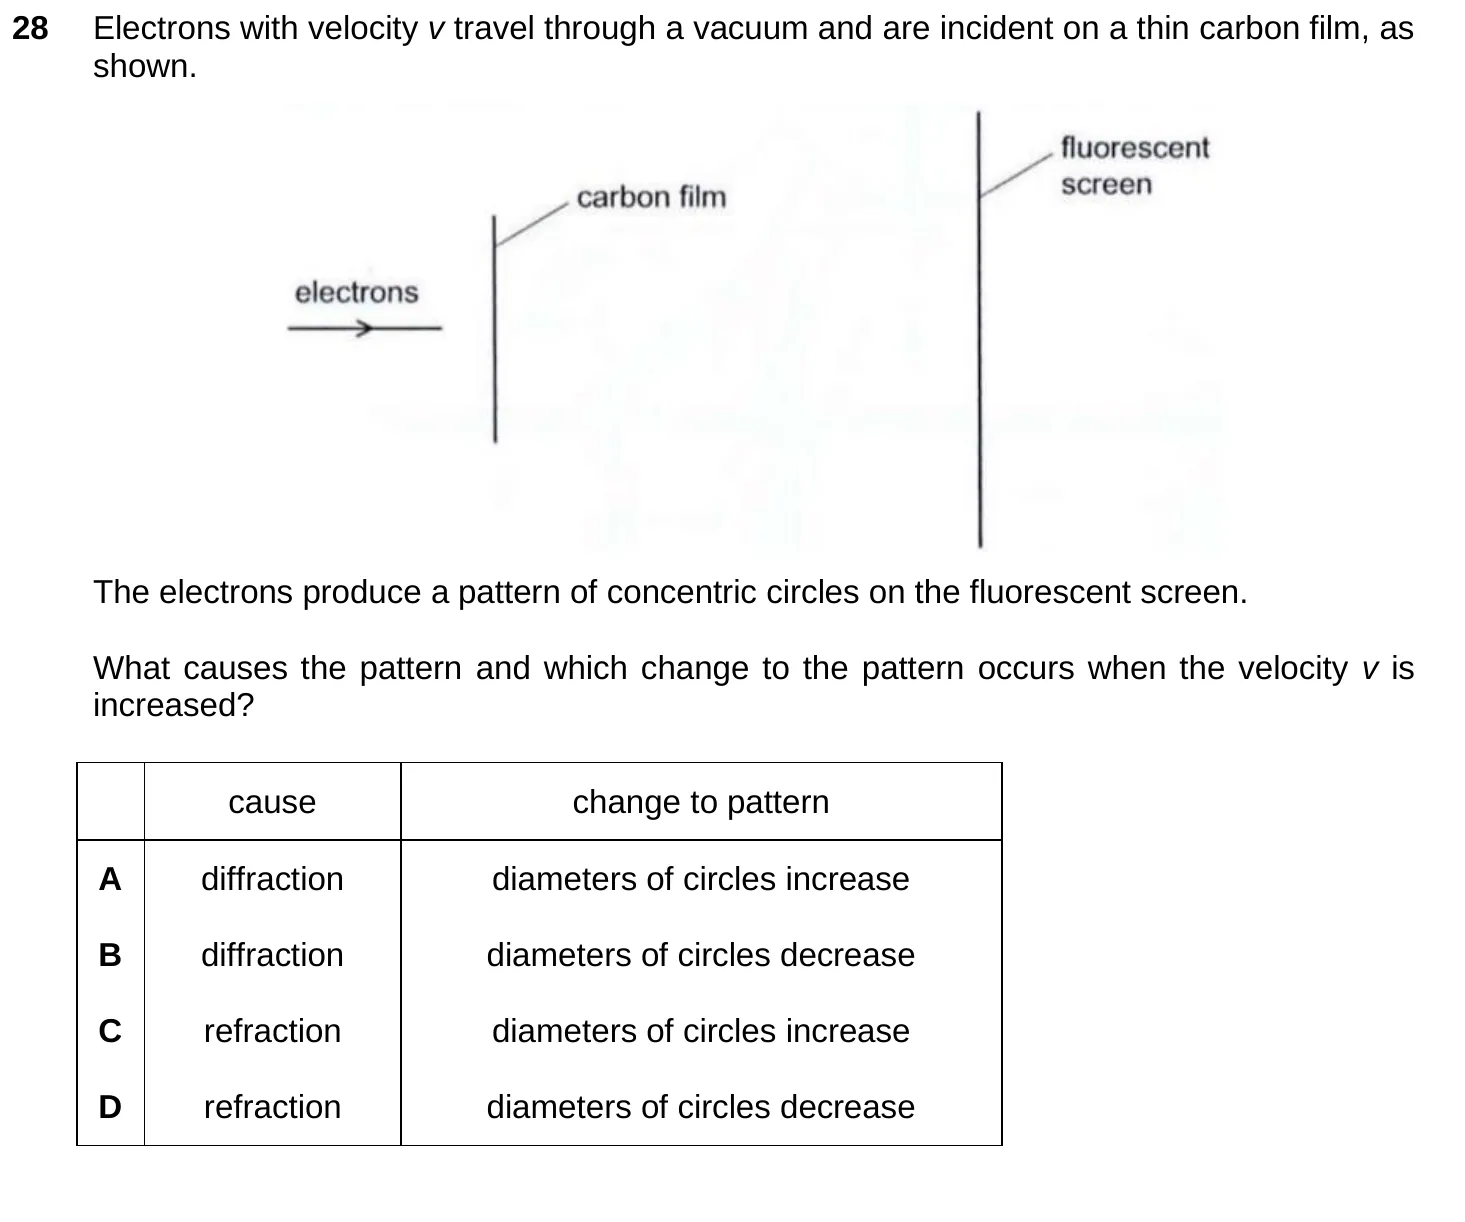 28 Electrons with velocity v travel through a vacuum and are incident on a thin carbon film, as
shown.
fluorescent
screen
carbon film
electrons
The electrons produce a pattern of concentric circles on the fluorescent screen.
What causes the pattern and which change to the pattern occurs when the velocity v is
increased?
cause change to pattern
A diffraction diameters of circles increase
B diffraction diameters of circles decrease
C refraction diameters of circles increase
D refraction diameters of circles decrease